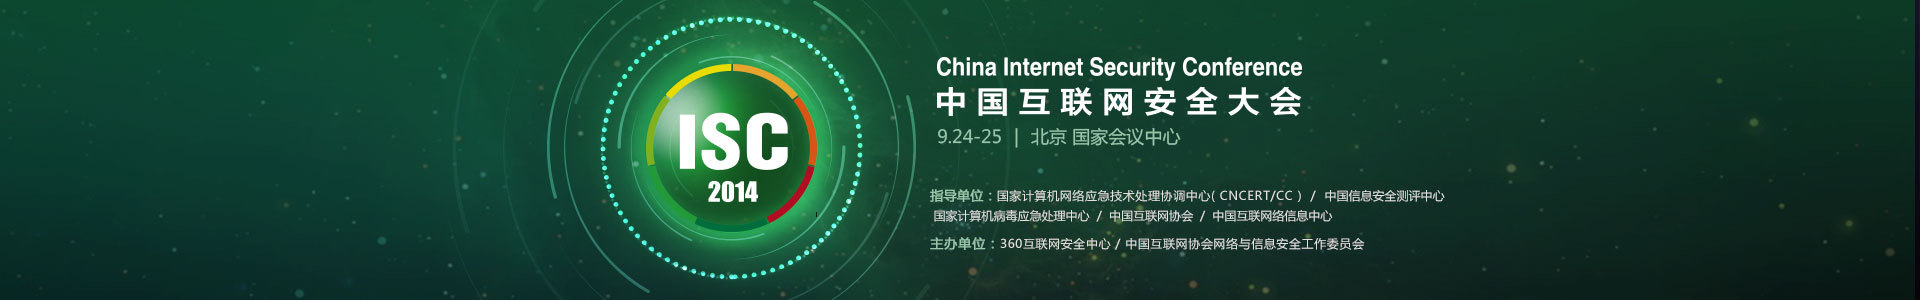 ISC
2014
China Internet Security Conference
中国互联网安全大会
9.24-25 | 北京 国家会议中心
指导单位：国家计算机网络应急技术处理协调中心( CNCERT/CC ) / 中国信息安全测评中心
国家计算机病毒应急处理中心 / 中国互联网协会 / 中国互联网络信息中心
主办单位：360互联网安全中心 / 中国互联网协会网络与信息安全工作委员会